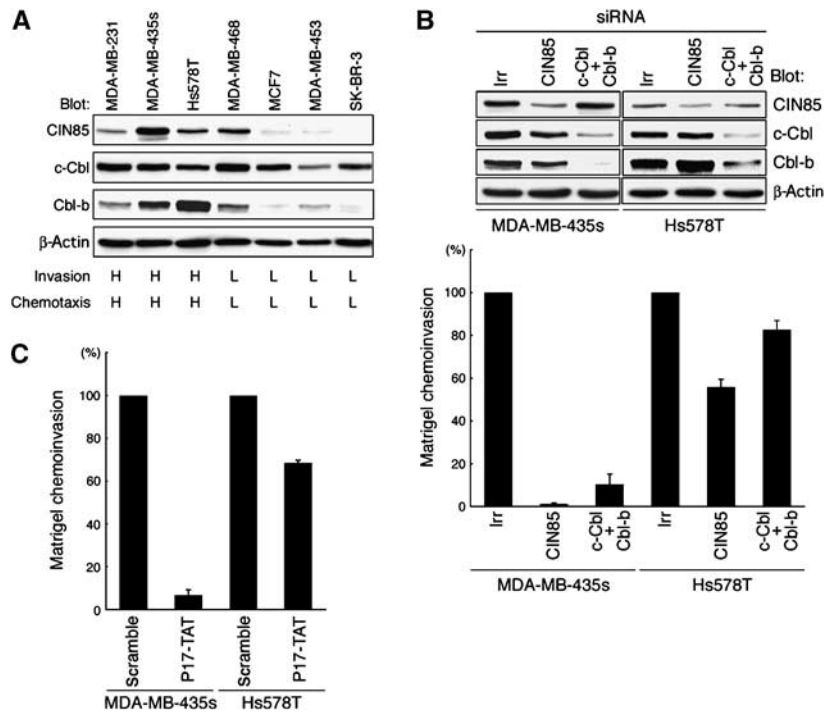 A
MDA-MB-231
MDA-MB-435s
Hs578T
MDA-MB-468
MCF7
MDA-MB-453
SK-BR-3
Blot:
CIN85
c-Cbl
Cbl-b
β-Actin
Invasion H H H L L L L
Chemotaxis H H H L L L L
B
siRNA
Irr
CIN85
c-Cbl
+
Cbl-b
Irr
CIN85
c-Cbl
+
Cbl-b
Blot:
CIN85
c-Cbl
Cbl-b
β-Actin
MDA-MB-435s Hs578T
(%)
100
80
60
40
20
0
Matrigel chemoinvasion
Irr
CIN85
c-Cbl
+
Cbl-b
Irr
CIN85
c-Cbl
+
Cbl-b
MDA-MB-435s Hs578T
C
(%)
100
80
60
40
20
0
Matrigel chemoinvasion
Scramble
P17-TAT
Scramble
P17-TAT
MDA-MB-435s Hs578T